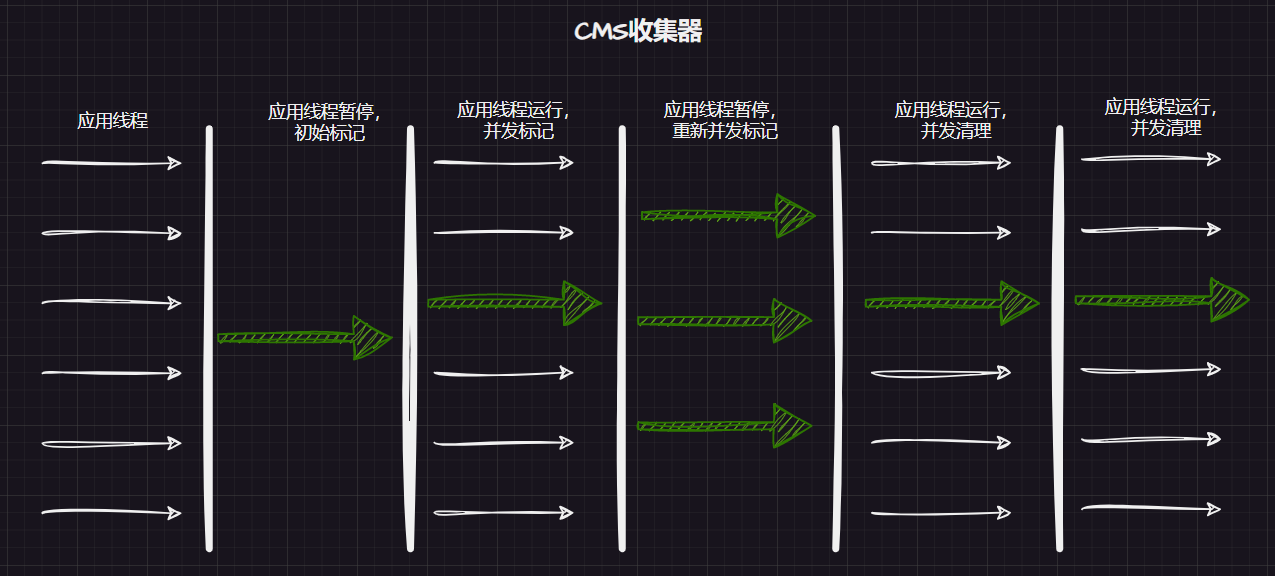 CMS收集器
应用线程
应用线程暂停，
初始标记
应用线程运行，
并发标记
应用线程暂停，
重新并发标记
应用线程运行，
并发清理
应用线程运行，
并发清理